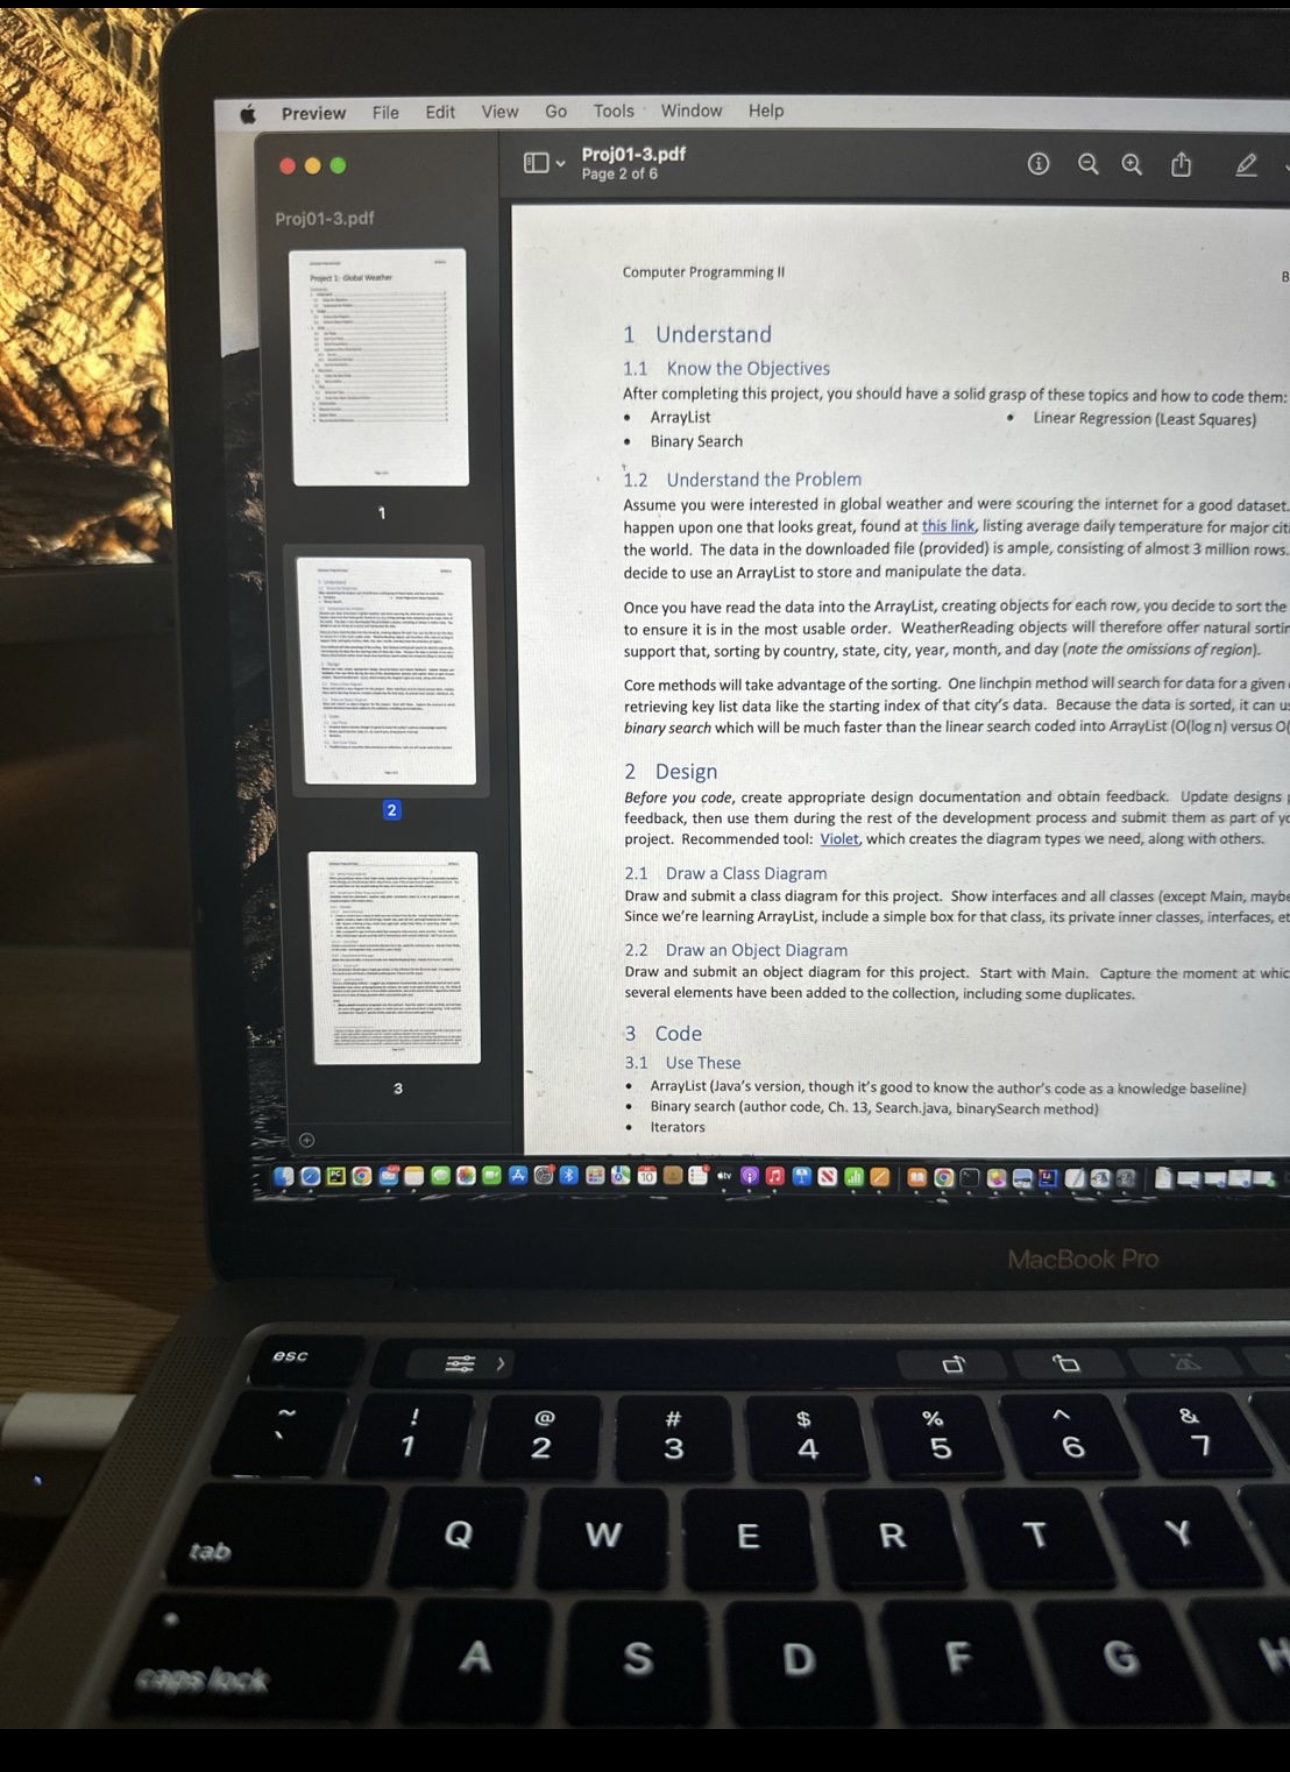 Preview File Edit View Go Tools Window Help
Proj01-3.pdf
Page 2 of 6
Proj01-3.pdf
Project 1: Global Weather
1
2
3
Computer Programming II
B
1 Understand
1.1 Know the Objectives
After completing this project, you should have a solid grasp of these topics and how to code them:
• ArrayList • Linear Regression (Least Squares)
• Binary Search
1.2 Understand the Problem
Assume you were interested in global weather and were scouring the internet for a good dataset.
happen upon one that looks great, found at this link, listing average daily temperature for major cit
the world. The data in the downloaded file (provided) is ample, consisting of almost 3 million rows.
decide to use an ArrayList to store and manipulate the data.
Once you have read the data into the ArrayList, creating objects for each row, you decide to sort the
to ensure it is in the most usable order. WeatherReading objects will therefore offer natural sortin
support that, sorting by country, state, city, year, month, and day (note the omissions of region).
Core methods will take advantage of the sorting. One linchpin method will search for data for a given
retrieving key list data like the starting index of that city's data. Because the data is sorted, it can u
binary search which will be much faster than the linear search coded into ArrayList (O(log n) versus O(
2 Design
Before you code, create appropriate design documentation and obtain feedback. Update designs
feedback, then use them during the rest of the development process and submit them as part of yo
project. Recommended tool: Violet, which creates the diagram types we need, along with others.
2.1 Draw a Class Diagram
Draw and submit a class diagram for this project. Show interfaces and all classes (except Main, maybe
Since we're learning ArrayList, include a simple box for that class, its private inner classes, interfaces, et
2.2 Draw an Object Diagram
Draw and submit an object diagram for this project. Start with Main. Capture the moment at whic
several elements have been added to the collection, including some duplicates.
3 Code
3.1 Use These
• ArrayList (Java's version, though it's good to know the author's code as a knowledge baseline)
• Binary search (author code, Ch. 13, Search.java, binarySearch method)
• Iterators
MacBook Pro
esc
~ ! @ # $ % ^ &
` 1 2 3 4 5 6 7
tab Q W E R T Y
caps lock A S D F G H